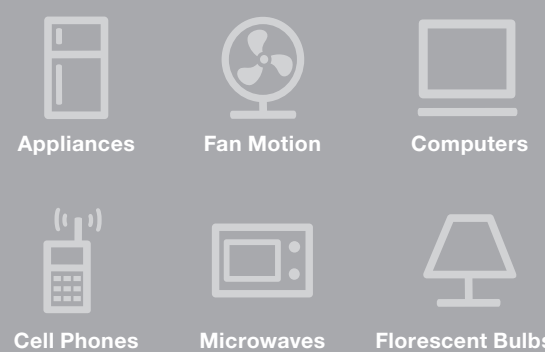 Appliances
Fan Motion
Computers
Cell Phones
Microwaves
Florescent Bulbs